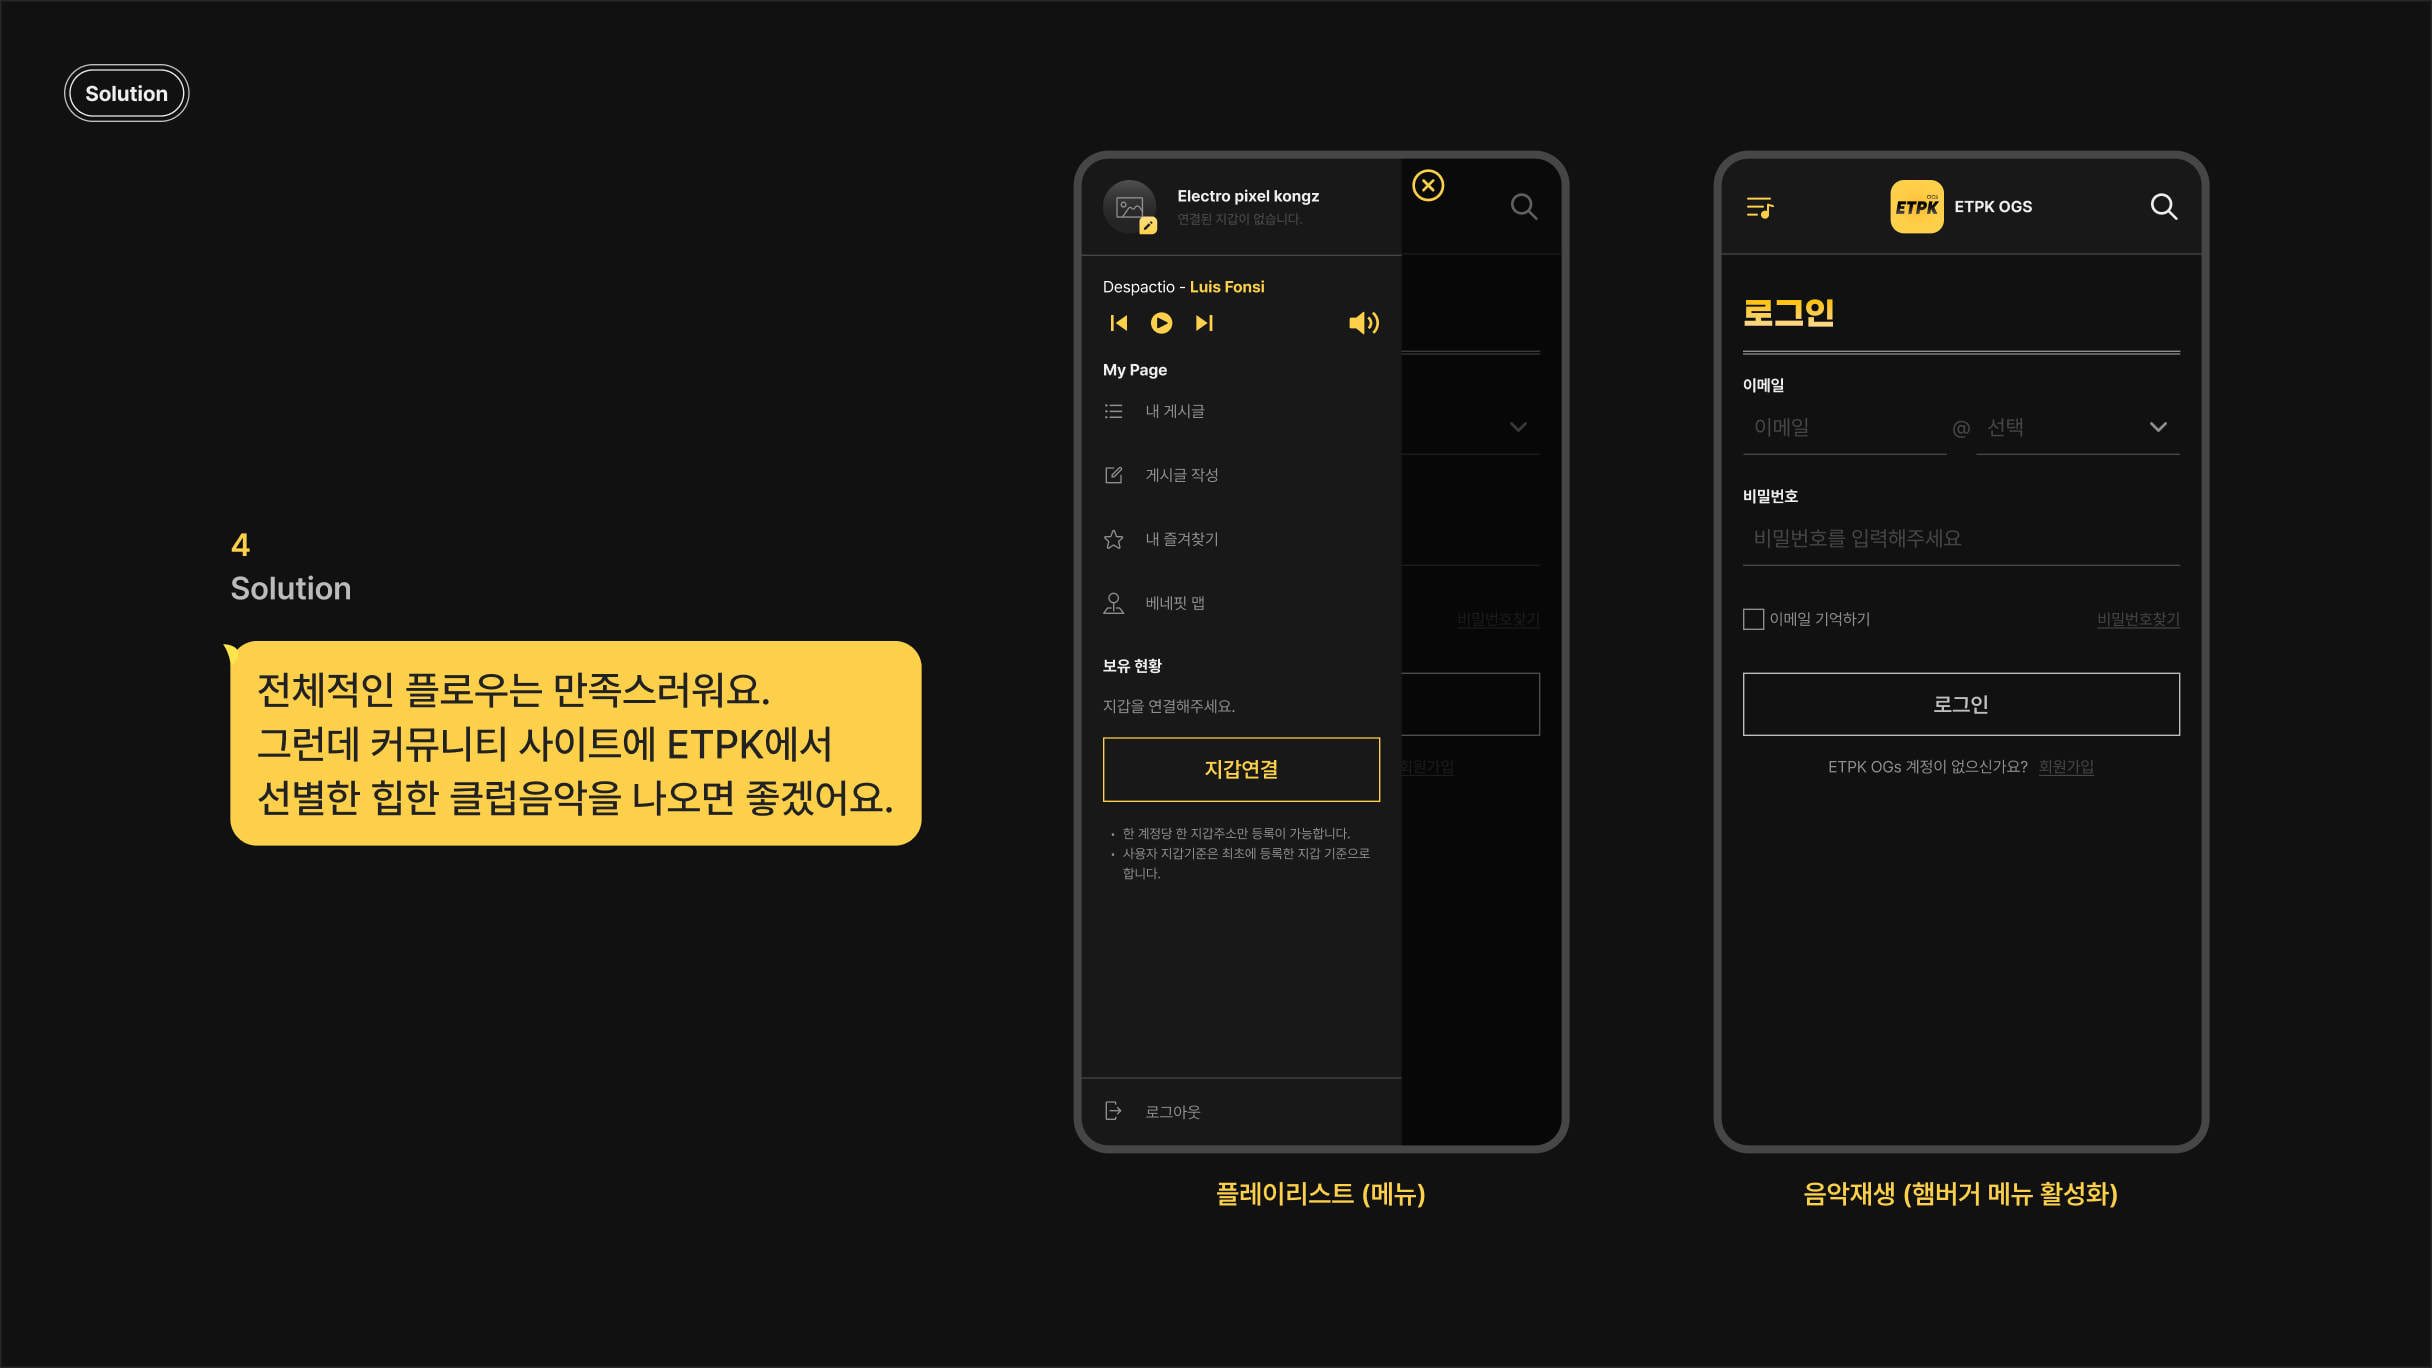 Solution
4
Solution
전체적인 플로우는 만족스러워요.
그런데 커뮤니티 사이트에 ETPK에서
선별한 힙한 클럽음악을 나오면 좋겠어요.
Electro pixel kongz
연결된 지갑이 없습니다.
Despactio - Luis Fonsi
My Page
내 게시글
게시글 작성
내 즐겨찾기
베네핏 맵
보유 현황
지갑을 연결해주세요.
지갑연결
• 한 계정당 한 지갑주소만 등록이 가능합니다.
• 사용자 지갑기준은 최초에 등록한 지갑 기준으로
합니다.
로그아웃
비밀번호찾기
회원가입
플레이리스트 (메뉴)
OGs
ETPK
ETPK OGS
로그인
이메일
이메일 @ 선택
비밀번호
비밀번호를 입력해주세요
이메일 기억하기 비밀번호찾기
로그인
ETPK OGs 계정이 없으신가요? 회원가입
음악재생 (햄버거 메뉴 활성화)